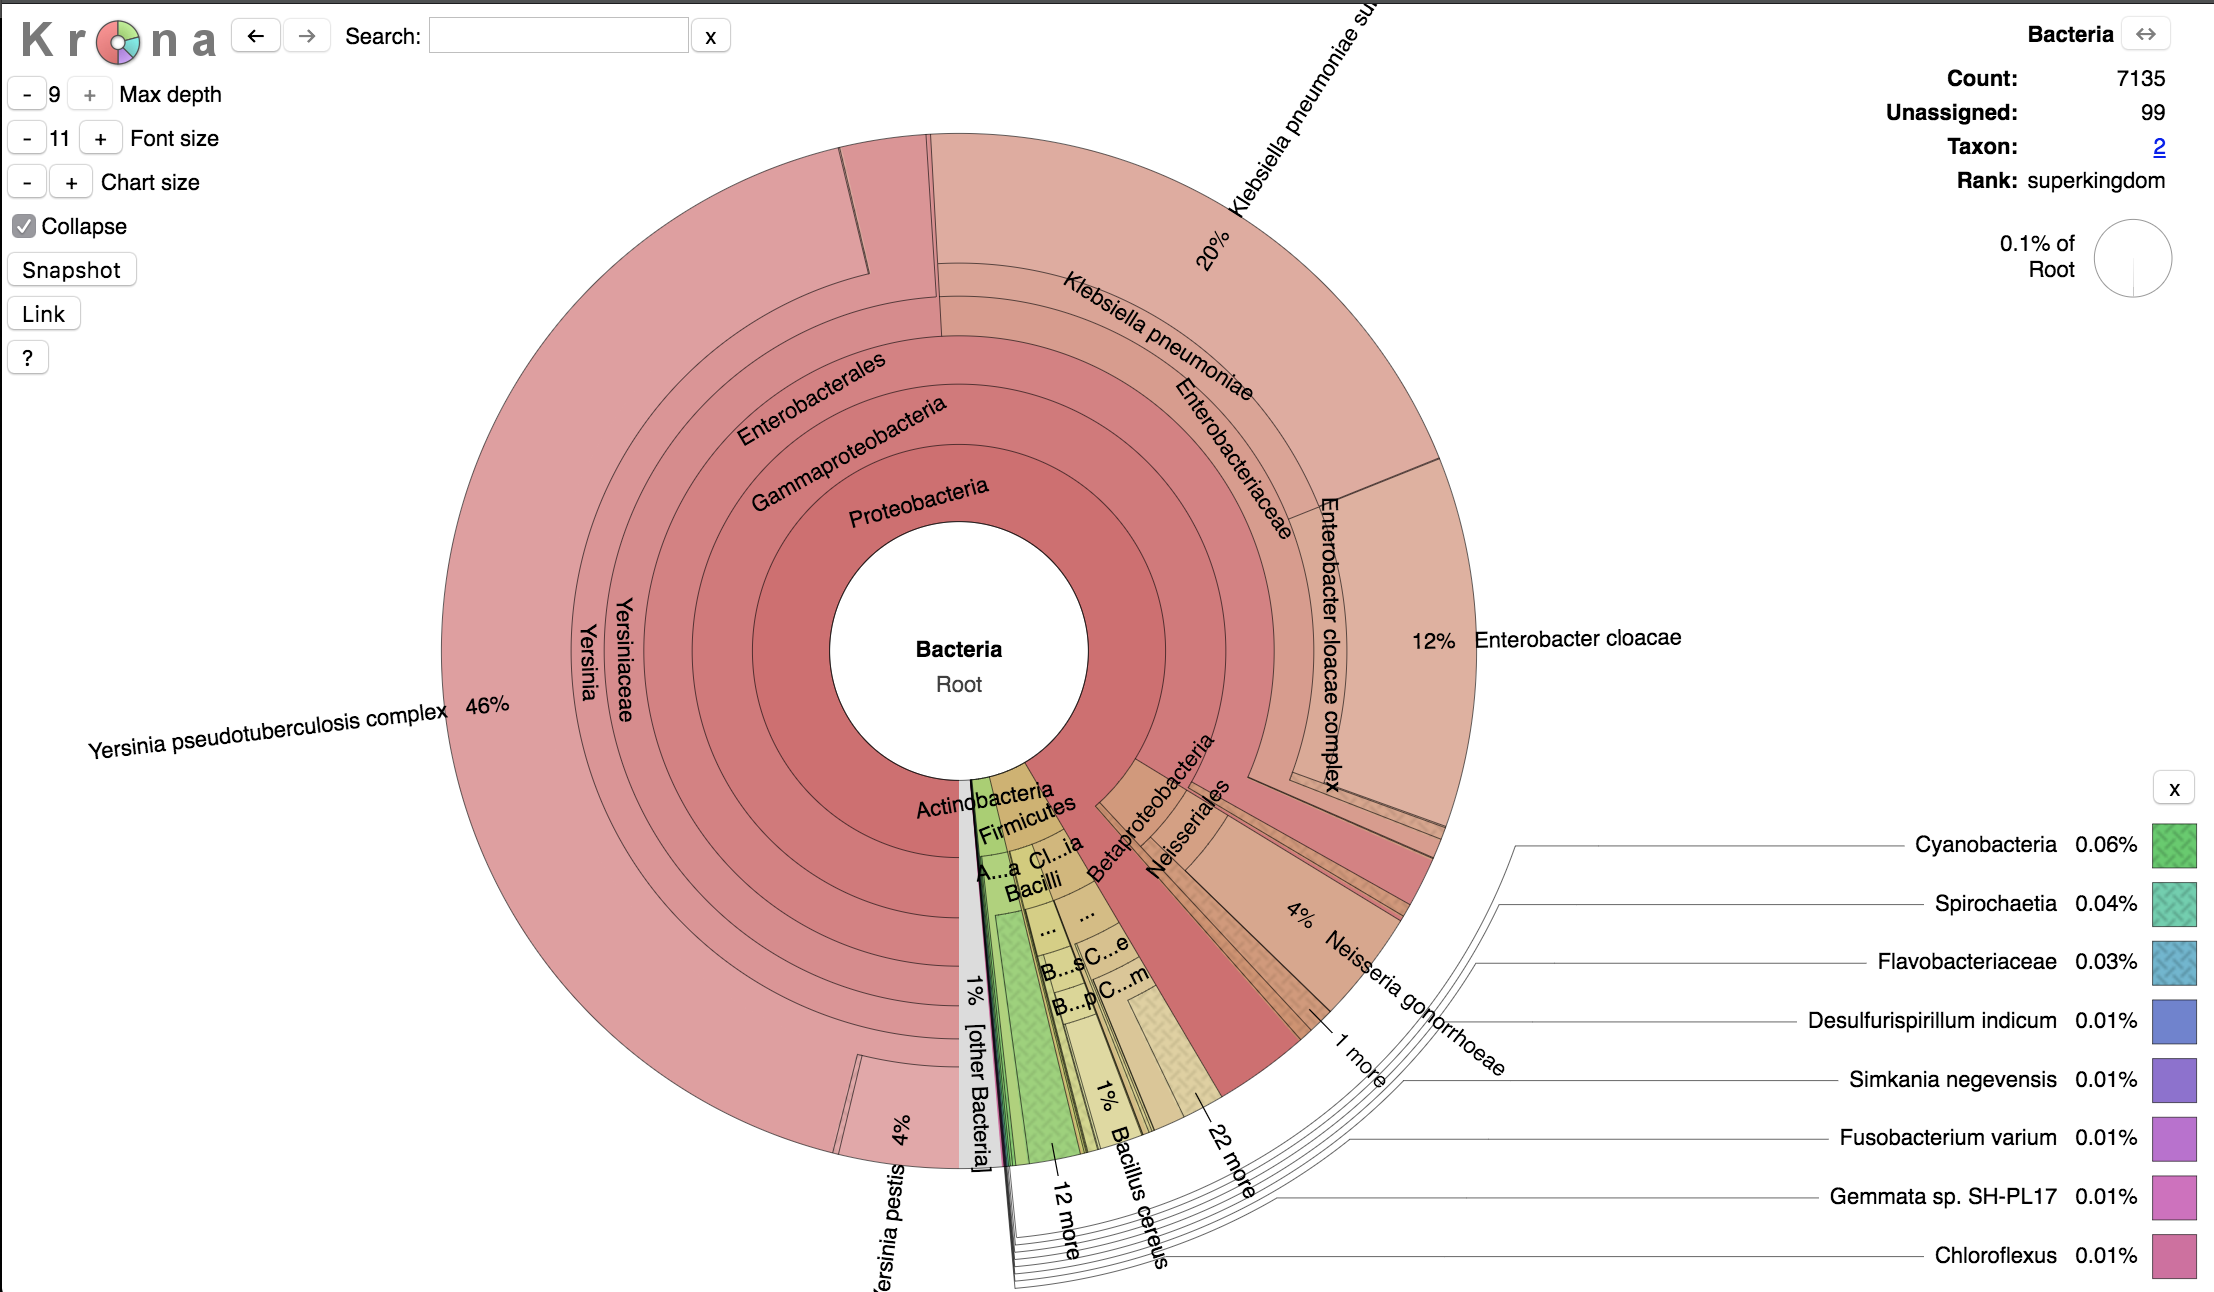 Krona
←
→
Search:
x
- 9 + Max depth
- 11 + Font size
- + Chart size
Collapse
Snapshot
Link
?
Bacteria ↔
Count: 7135
Unassigned: 99
Taxon: 2
Rank: superkingdom
0.1% of
Root
Klebsiella pneumoniae
20%
Klebsiella pneumoniae
Enterobacteriaceae
Enterobacter cloacae complex
12% Enterobacter cloacae
Enterobacterales
Gammaproteobacteria
Proteobacteria
Bacteria
Root
Yersiniaceae
Yersinia
Yersinia pseudotuberculosis complex 46%
Betaproteobacteria
Neisseriales
4% Neisseria gonorrhoeae
1 more
Actinobacteria
Firmicutes
A...a
Cl...ia
Bacilli
...
...
B...s
C...e
B...p
C...m
1% Bacillus cereus
22 more
12 more
1% [other Bacteria]
4%
ersinia pestis
x
Cyanobacteria 0.06%
Spirochaetia 0.04%
Flavobacteriaceae 0.03%
Desulfurispirillum indicum 0.01%
Simkania negevensis 0.01%
Fusobacterium varium 0.01%
Gemmata sp. SH-PL17 0.01%
Chloroflexus 0.01%